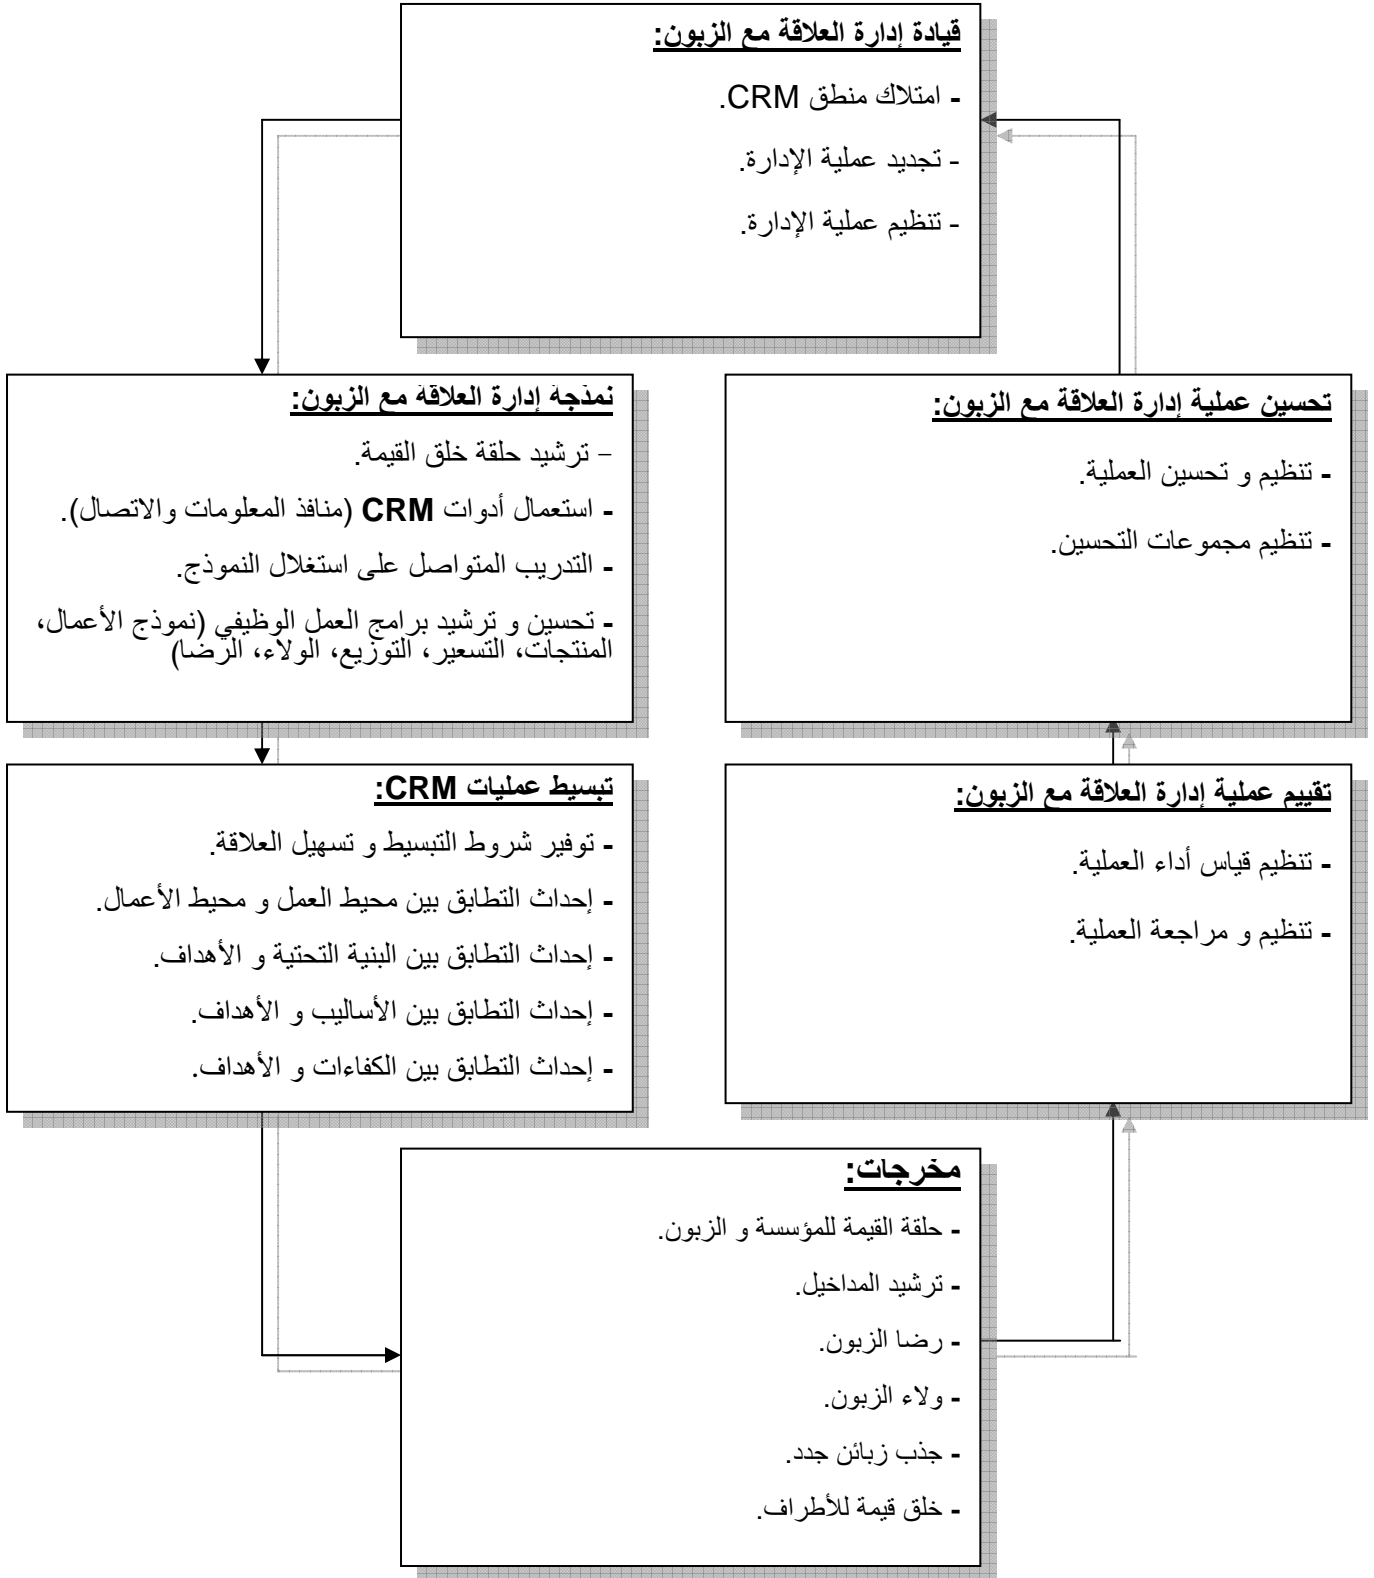 قيادة إدارة العلاقة مع الزبون:
- امتلاك منطق CRM.
- تجديد عملية الإدارة.
- تنظيم عملية الإدارة.
نمذجة إدارة العلاقة مع الزبون:
– ترشيد حلقة خلق القيمة.
- استعمال أدوات CRM (منافذ المعلومات والاتصال).
- التدريب المتواصل على استغلال النموذج.
- تحسين و ترشيد برامج العمل الوظيفي (نموذج الأعمال،
المنتجات، التسعير، التوزيع، الولاء، الرضا)
تبسيط عمليات CRM:
- توفير شروط التبسيط و تسهيل العلاقة.
- إحداث التطابق بين محيط العمل و محيط الأعمال.
- إحداث التطابق بين البنية التحتية و الأهداف.
- إحداث التطابق بين الأساليب و الأهداف.
- إحداث التطابق بين الكفاءات و الأهداف.
مخرجات:
- حلقة القيمة للمؤسسة و الزبون.
- ترشيد المداخيل.
- رضا الزبون.
- ولاء الزبون.
- جذب زبائن جدد.
- خلق قيمة للأطراف.
تقييم عملية إدارة العلاقة مع الزبون:
- تنظيم قياس أداء العملية.
- تنظيم و مراجعة العملية.
تحسين عملية إدارة العلاقة مع الزبون:
- تنظيم و تحسين العملية.
- تنظيم مجموعات التحسين.